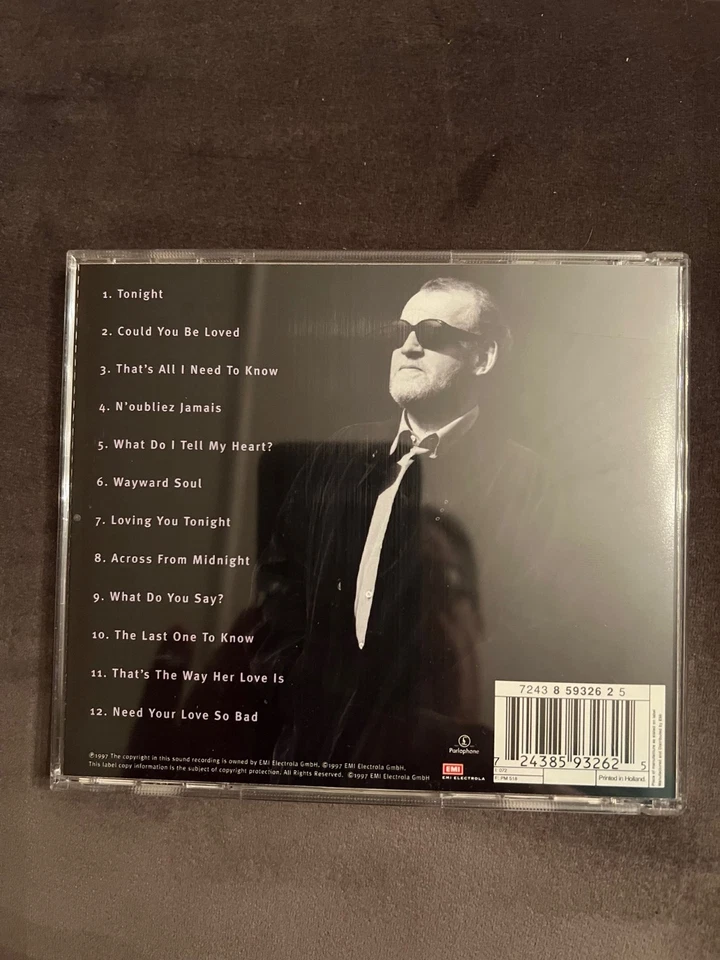 1. Tonight
2. Could You Be Loved
3. That's All I Need To Know
4. N'oubliez Jamais
5. What Do I Tell My Heart?
6. Wayward Soul
7. Loving You Tonight
8. Across From Midnight
9. What Do You Say?
10. The Last One To Know
11. That's The Way Her Love Is
12. Need Your Love So Bad
℗1997 The copyright in this sound recording is owned by EMI Electrola GmbH. ©1997 EMI Electrola GmbH.
This label copy information is the subject of copyright protection. All Rights Reserved. ©1997 EMI Electrola GmbH
Parlophone
EMI
EMI ELECTROLA
7243 8 59326 2 5
7 24385 93262 5
F: PM 518
Printed in Holland.